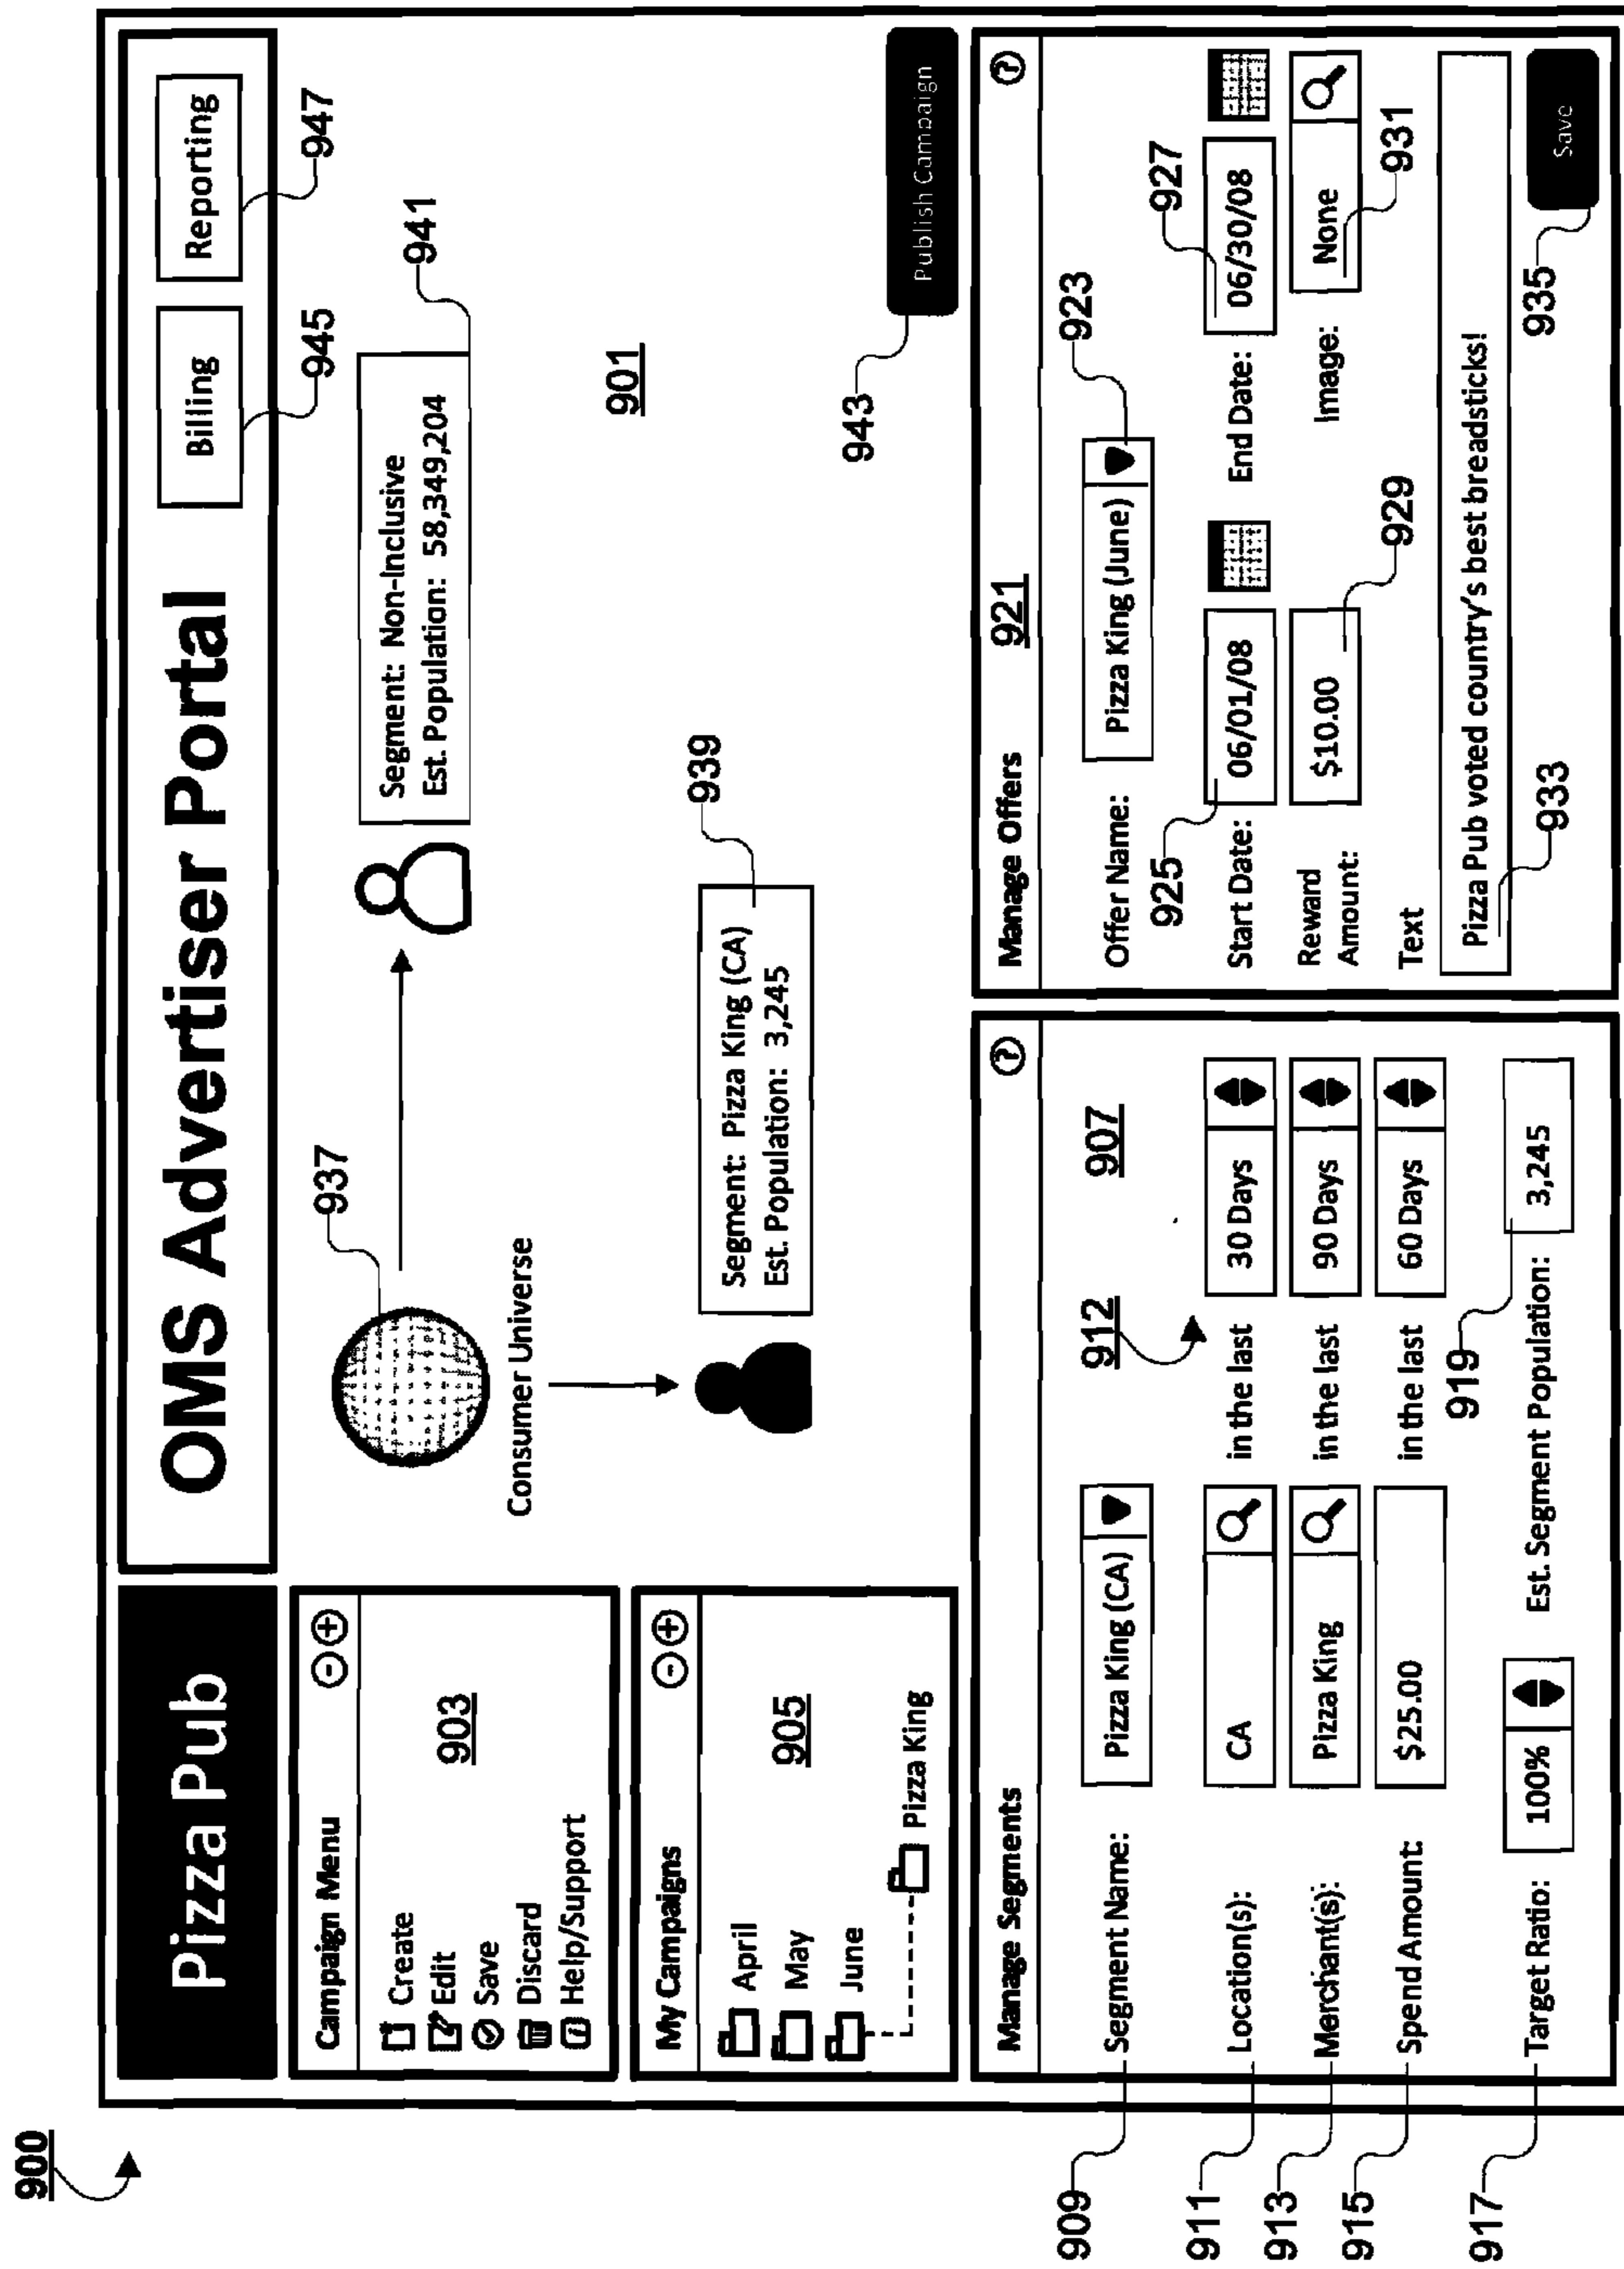 900
Pizza Pub
OMS Advertiser Portal
Billing
Reporting
945
947
Campaign Menu
Create
Edit
Save
Discard
Help/Support
903
My Campaigns
April
May
June
Pizza King
905
937
Consumer Universe
Segment: Non-Inclusive
Est. Population: 58,349,204
941
901
939
Segment: Pizza King (CA)
Est. Population: 3,245
943
Publish Campaign
Manage Segments
?
907
909
Segment Name:
Pizza King (CA)
912
911
Location(s):
CA
in the last
30 Days
913
Merchant(s):
Pizza King
in the last
90 Days
915
Spend Amount:
$25.00
in the last
60 Days
919
917
Target Ratio:
100%
Est. Segment Population:
3,245
Manage Offers
921
?
Offer Name:
Pizza King (June)
923
925
927
Start Date:
06/01/08
End Date:
06/30/08
Reward
Amount:
$10.00
Image:
None
929
931
Text
Pizza Pub voted country's best breadsticks!
933
935
Save